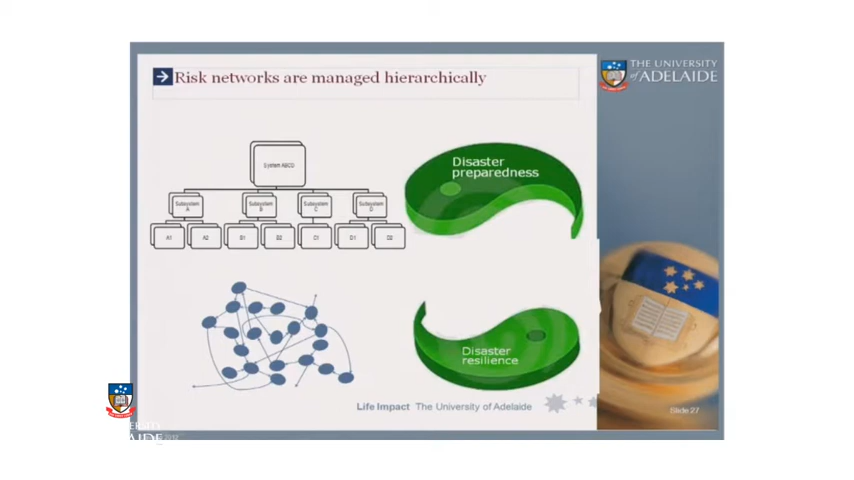 Risk networks are managed hierarchically
THE UNIVERSITY
of ADELAIDE
System ABCD
Subsystem
A
Subsystem
B
Subsystem
C
Subsystem
D
A1
A2
B1
B2
C1
D1
D2
Disaster
preparedness
Disaster
resilience
Life Impact The University of Adelaide
Slide 27